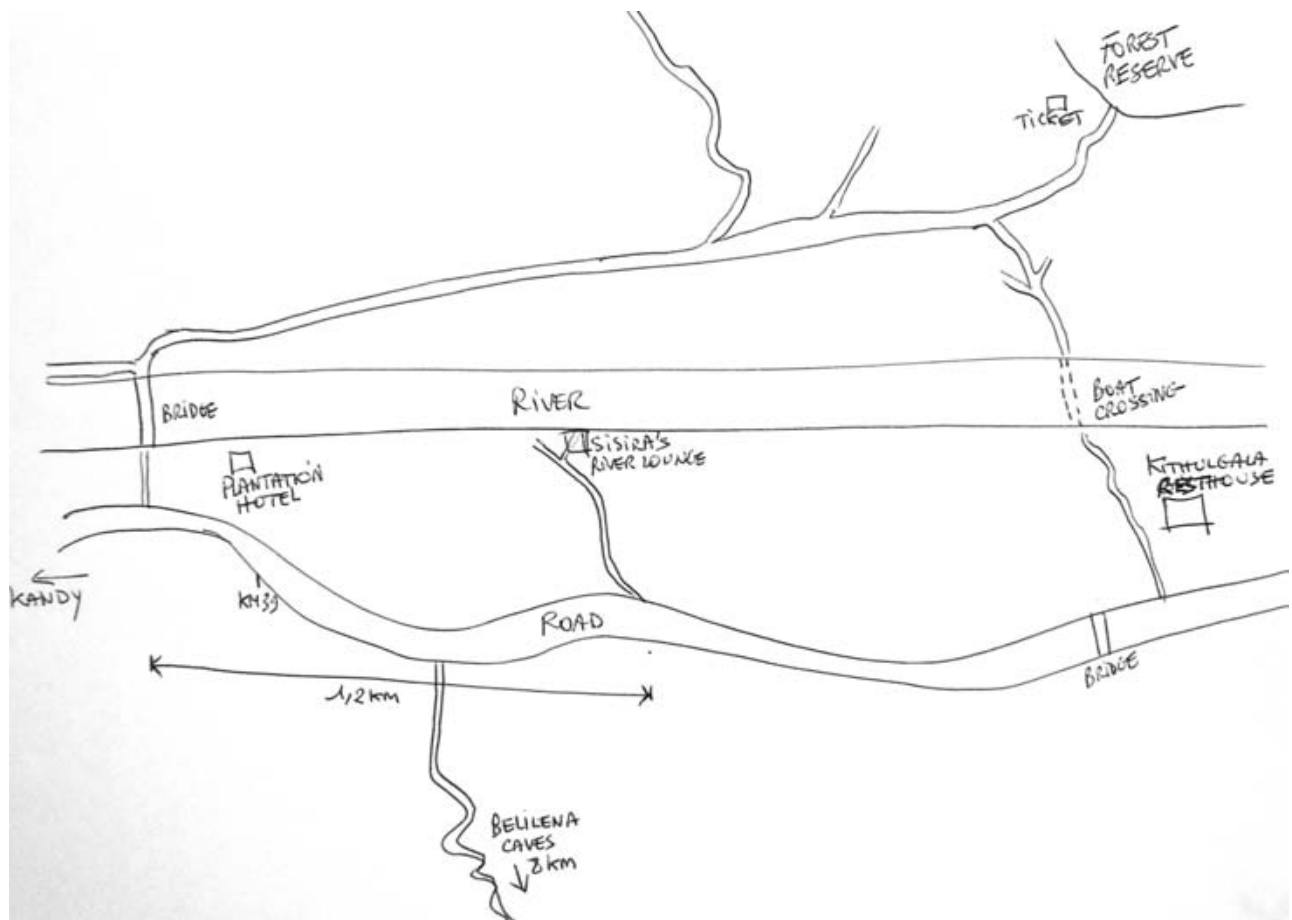 FOREST
RESERVE
TICKET
BRIDGE
RIVER
BOAT
CROSSING
SISIRA'S
RIVER LOUNGE
PLANTATION
HOTEL
KITHULGALA
RESTHOUSE
KANDY
KM39
ROAD
BRIDGE
1,2 KM
BELILENA
CAVES
8 KM